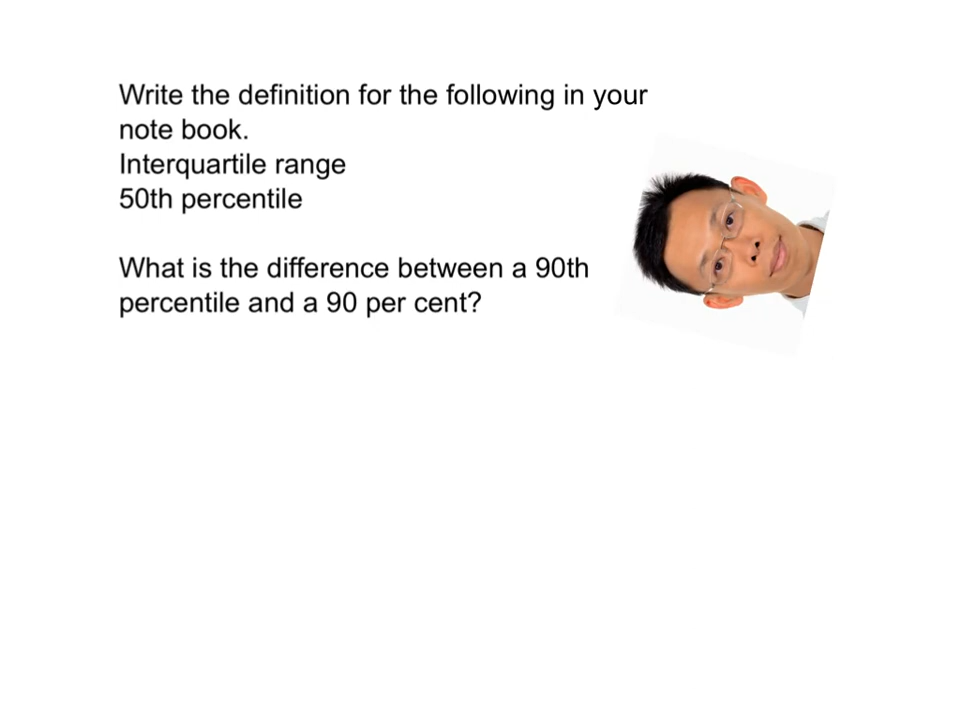 Write the definition for the following in your
note book.
Interquartile range
50th percentile
What is the difference between a 90th
percentile and a 90 per cent?